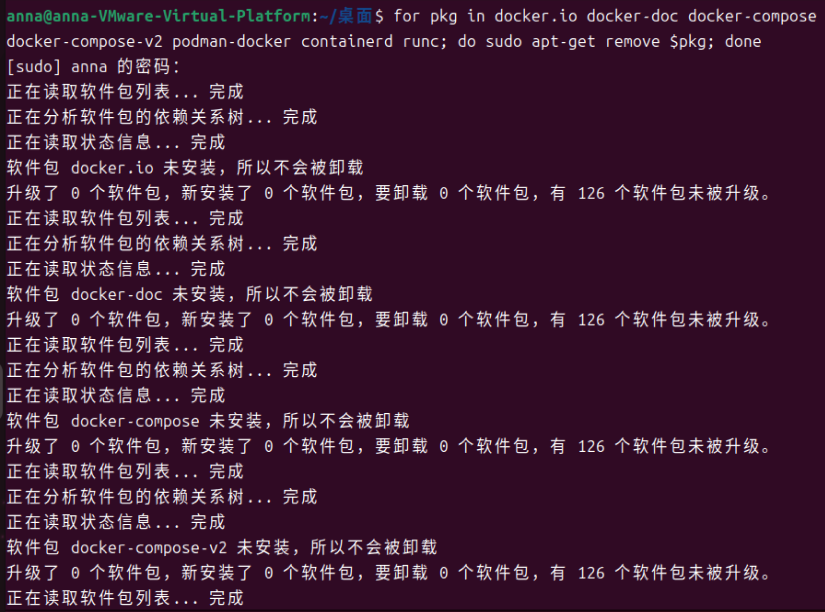 anna@anna-VMware-Virtual-Platform:~/桌面$ for pkg in docker.io docker-doc docker-compose
docker-compose-v2 podman-docker containerd runc; do sudo apt-get remove $pkg; done
[sudo] anna 的密码：
正在读取软件包列表... 完成
正在分析软件包的依赖关系树... 完成
正在读取状态信息... 完成
软件包 docker.io 未安装，所以不会被卸载
升级了 0 个软件包，新安装了 0 个软件包，要卸载 0 个软件包，有 126 个软件包未被升级。
正在读取软件包列表... 完成
正在分析软件包的依赖关系树... 完成
正在读取状态信息... 完成
软件包 docker-doc 未安装，所以不会被卸载
升级了 0 个软件包，新安装了 0 个软件包，要卸载 0 个软件包，有 126 个软件包未被升级。
正在读取软件包列表... 完成
正在分析软件包的依赖关系树... 完成
正在读取状态信息... 完成
软件包 docker-compose 未安装，所以不会被卸载
升级了 0 个软件包，新安装了 0 个软件包，要卸载 0 个软件包，有 126 个软件包未被升级。
正在读取软件包列表... 完成
正在分析软件包的依赖关系树... 完成
正在读取状态信息... 完成
软件包 docker-compose-v2 未安装，所以不会被卸载
升级了 0 个软件包，新安装了 0 个软件包，要卸载 0 个软件包，有 126 个软件包未被升级。
正在读取软件包列表... 完成